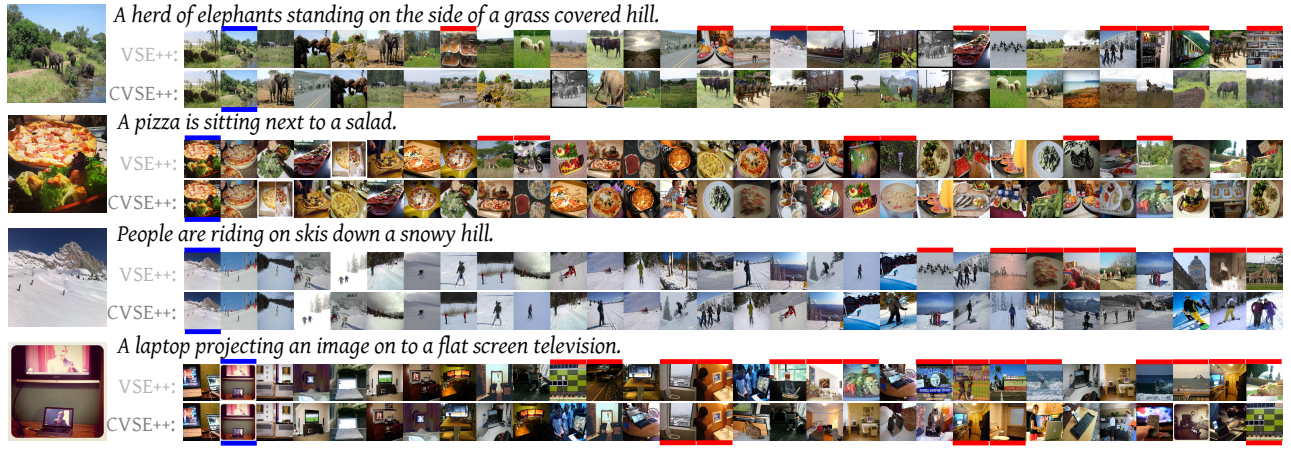 A herd of elephants standing on the side of a grass covered hill.
VSE++:
CVSE++:
A pizza is sitting next to a salad.
VSE++:
CVSE++:
People are riding on skis down a snowy hill.
VSE++:
CVSE++:
A laptop projecting an image on to a flat screen television.
VSE++:
CVSE++: